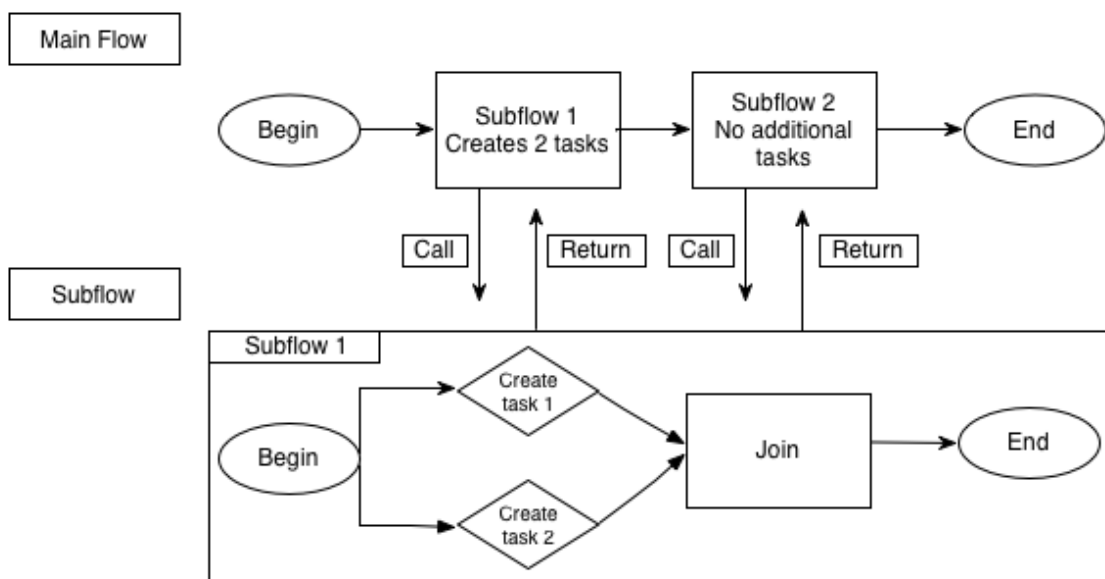 Main Flow
Begin
Subflow 1
Creates 2 tasks
Subflow 2
No additional
tasks
End
Call
Return
Call
Return
Subflow
Subflow 1
Begin
Create
task 1
Create
task 2
Join
End